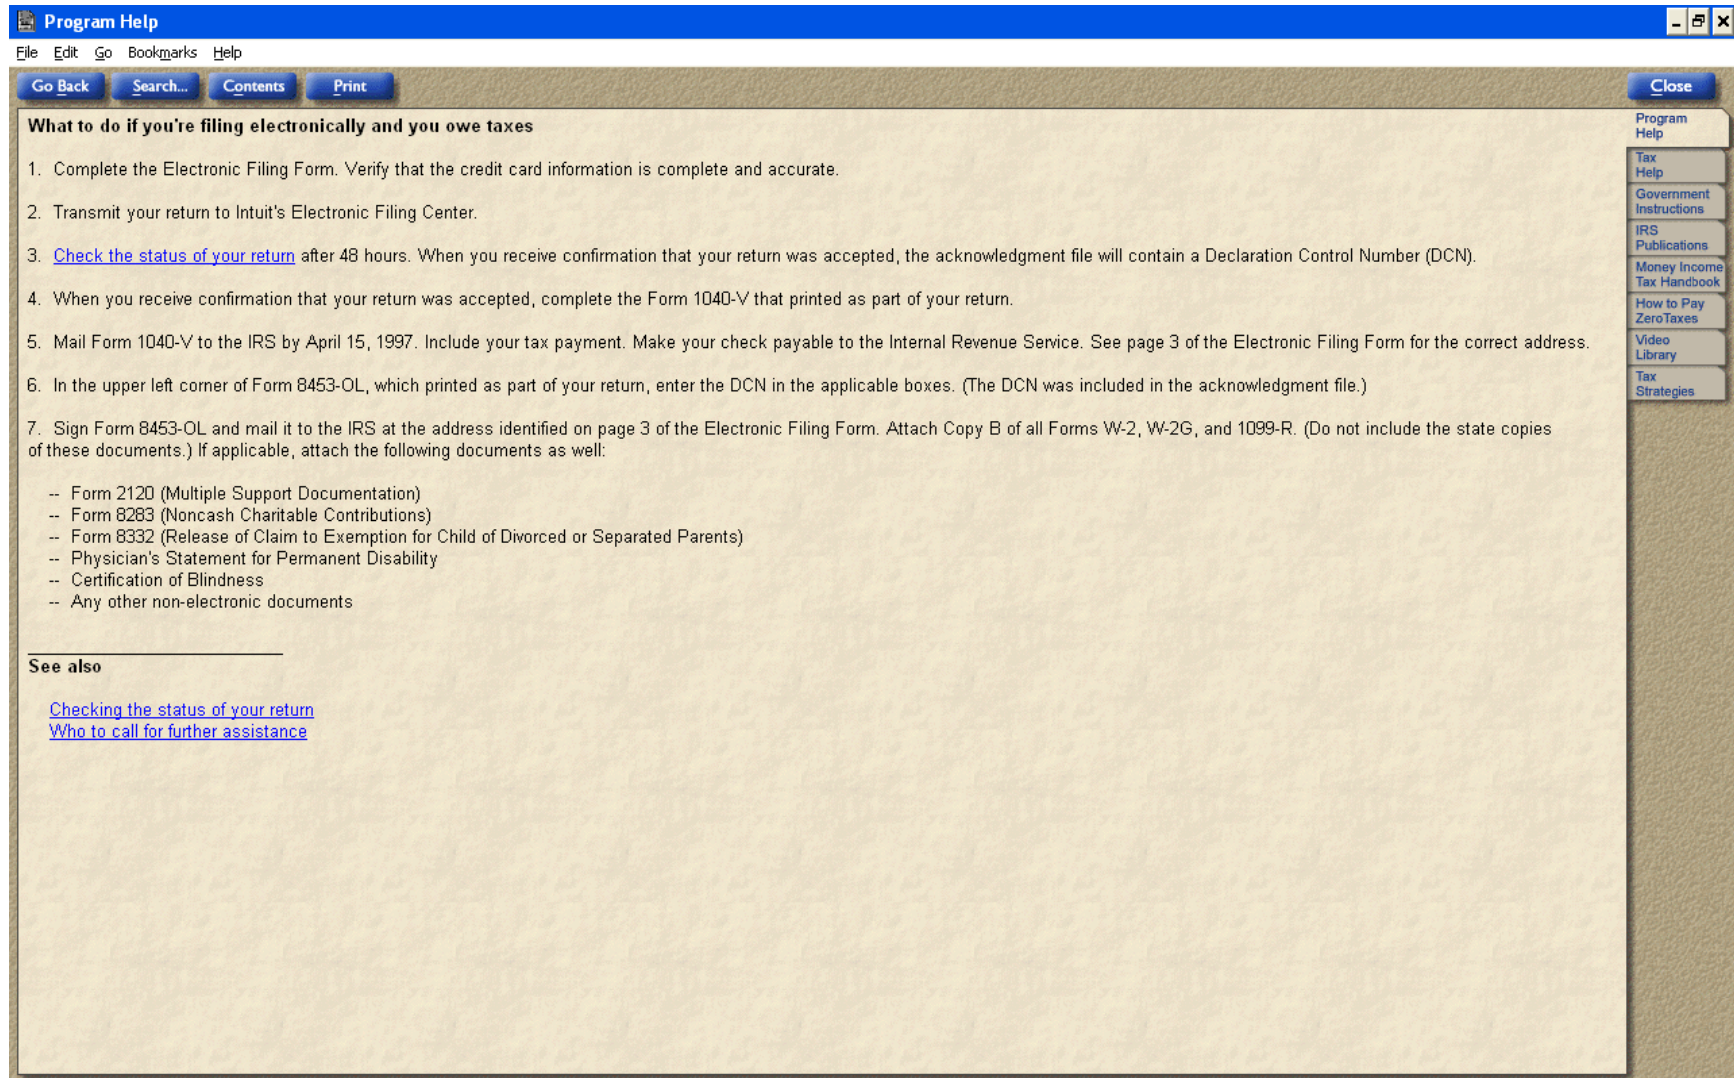 Program Help
File Edit Go Bookmarks Help
Go Back Search... Contents Print Close
What to do if you're filing electronically and you owe taxes
1. Complete the Electronic Filing Form. Verify that the credit card information is complete and accurate.
2. Transmit your return to Intuit's Electronic Filing Center.
3. Check the status of your return after 48 hours. When you receive confirmation that your return was accepted, the acknowledgment file will contain a Declaration Control Number (DCN).
4. When you receive confirmation that your return was accepted, complete the Form 1040-V that printed as part of your return.
5. Mail Form 1040-V to the IRS by April 15, 1997. Include your tax payment. Make your check payable to the Internal Revenue Service. See page 3 of the Electronic Filing Form for the correct address.
6. In the upper left corner of Form 8453-OL, which printed as part of your return, enter the DCN in the applicable boxes. (The DCN was included in the acknowledgment file.)
7. Sign Form 8453-OL and mail it to the IRS at the address identified on page 3 of the Electronic Filing Form. Attach Copy B of all Forms W-2, W-2G, and 1099-R. (Do not include the state copies
of these documents.) If applicable, attach the following documents as well:
-- Form 2120 (Multiple Support Documentation)
-- Form 8283 (Noncash Charitable Contributions)
-- Form 8332 (Release of Claim to Exemption for Child of Divorced or Separated Parents)
-- Physician's Statement for Permanent Disability
-- Certification of Blindness
-- Any other non-electronic documents
See also
Checking the status of your return
Who to call for further assistance
Program
Help
Tax
Help
Government
Instructions
IRS
Publications
Money Income
Tax Handbook
How to Pay
ZeroTaxes
Video
Library
Tax
Strategies